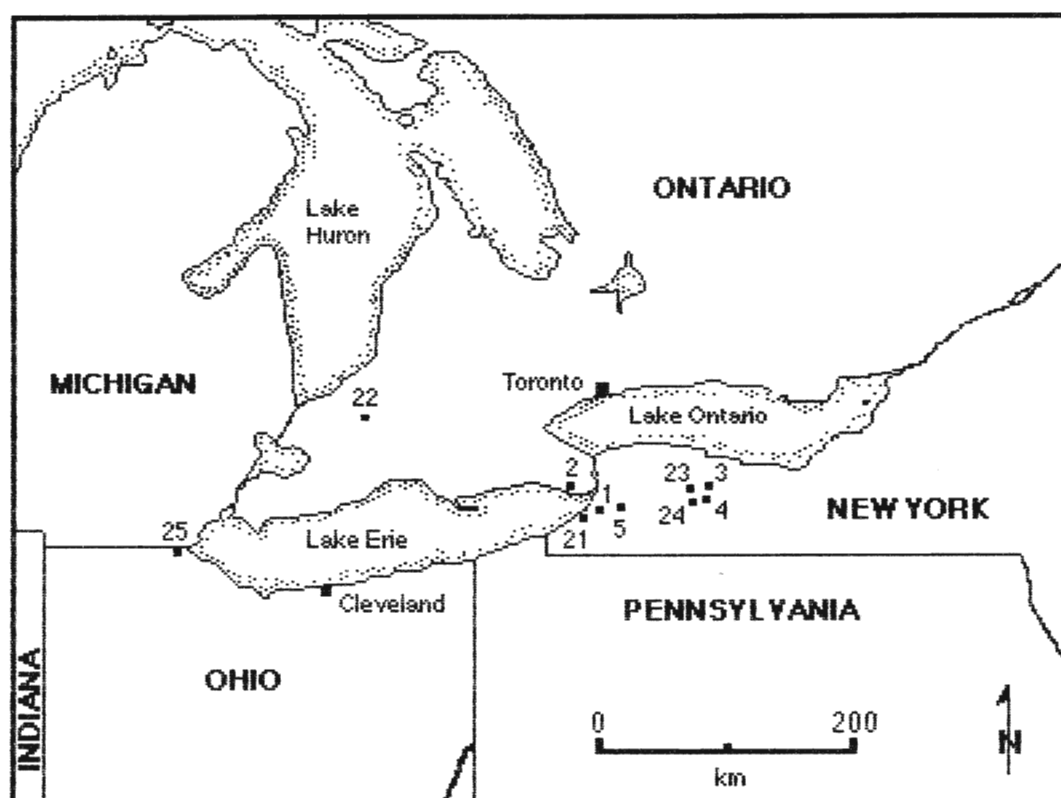 ONTARIO
Lake
Huron
MICHIGAN
Toronto
22
Lake Ontario
2
23
3
1
NEW YORK
25
21
5
24
4
Lake Erie
Cleveland
PENNSYLVANIA
OHIO
INDIANA
0
200
km
N